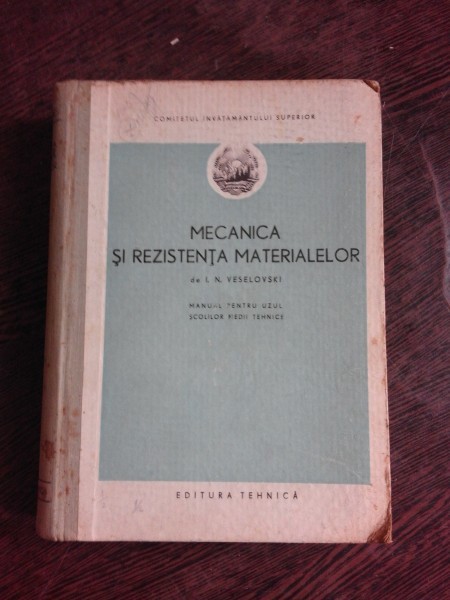 COMITETUL ÎNVĂȚĂMÂNTULUI SUPERIOR
MECANICA
ȘI REZISTENȚA MATERIALELOR
de I. N. VESELOVSKI
MANUAL PENTRU UZUL
ȘCOLILOR MEDII TEHNICE
EDITURA TEHNICĂ